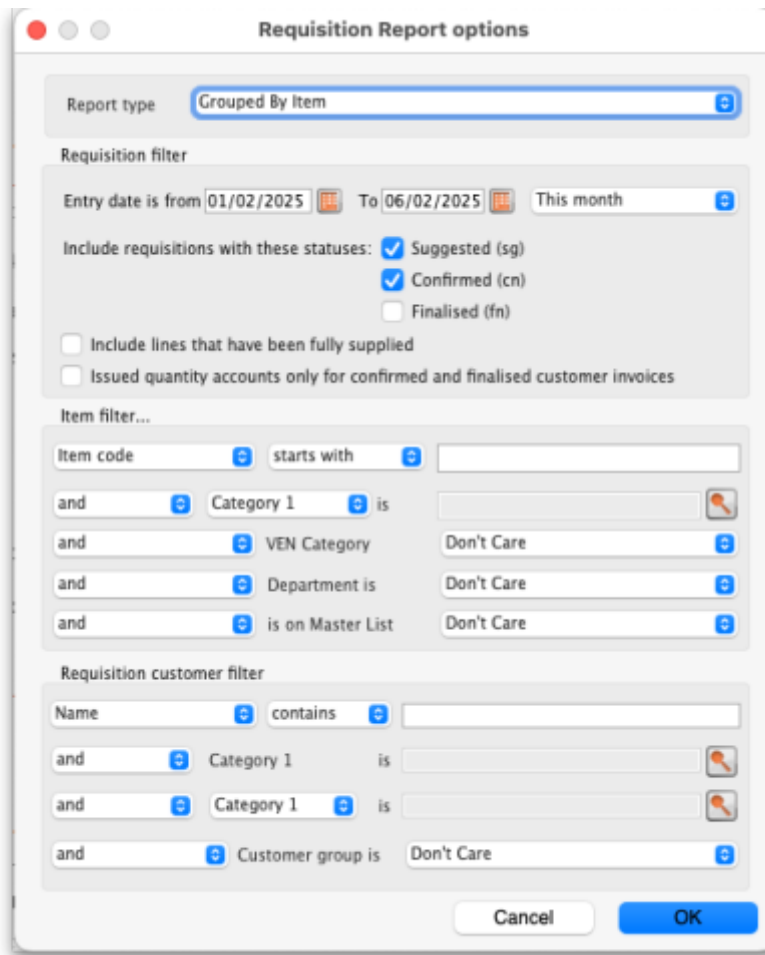 Requisition Report options
Report type Grouped By Item
Requisition filter
Entry date is from 01/02/2025 To 06/02/2025 This month
Include requisitions with these statuses: Suggested (sg)
Confirmed (cn)
Finalised (fn)
Include lines that have been fully supplied
Issued quantity accounts only for confirmed and finalised customer invoices
Item filter...
Item code starts with
and Category 1 is
and VEN Category Don't Care
and Department is Don't Care
and is on Master List Don't Care
Requisition customer filter
Name contains
and Category 1 is
and Category 1 is
and Customer group is Don't Care
Cancel OK